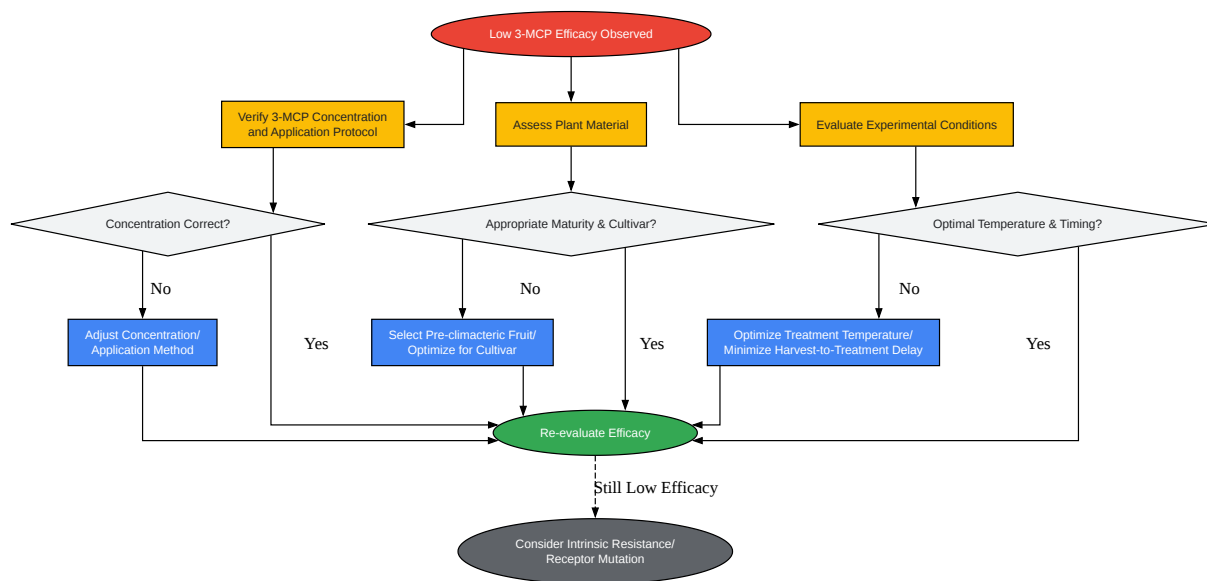 Low 3-MCP Efficacy Observed
Verify 3-MCP Concentration
and Application Protocol
Assess Plant Material
Evaluate Experimental Conditions
Concentration Correct?
Appropriate Maturity & Cultivar?
Optimal Temperature & Timing?
No
No
No
Adjust Concentration/
Application Method
Yes
Select Pre-climacteric Fruit/
Optimize for Cultivar
Yes
Optimize Treatment Temperature/
Minimize Harvest-to-Treatment Delay
Yes
Re-evaluate Efficacy
Still Low Efficacy
Consider Intrinsic Resistance/
Receptor Mutation